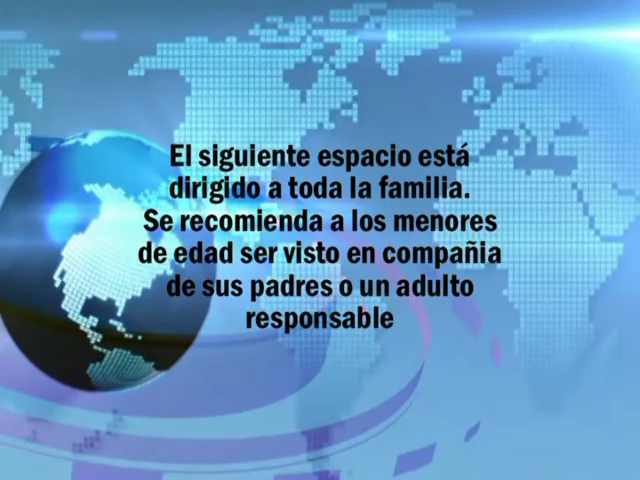 El siguiente espacio está
dirigido a toda la familia.
Se recomienda a los menores
de edad ser visto en compañia
de sus padres o un adulto
responsable